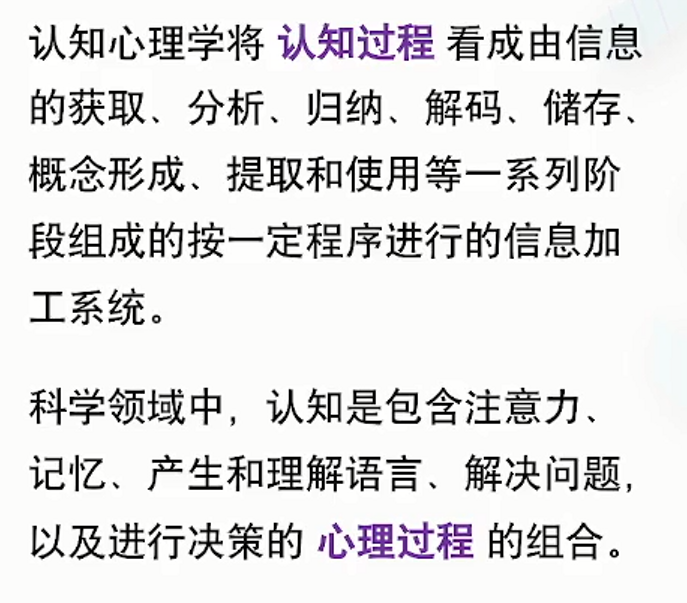 认知心理学将 认知过程 看成由信息
的获取、分析、归纳、解码、储存、
概念形成、提取和使用等一系列阶
段组成的按一定程序进行的信息加
工系统。
科学领域中，认知是包含注意力、
记忆、产生和理解语言、解决问题，
以及进行决策的 心理过程 的组合。